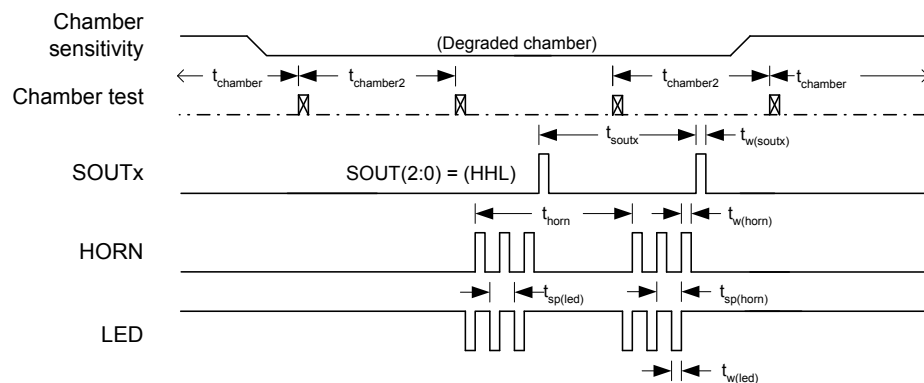 Chamber
sensitivity
(Degraded chamber)
t_chamber t_chamber2 t_chamber2 t_chamber
Chamber test
t_soutx t_w(soutx)
SOUTx SOUT(2:0) = (HHL)
t_horn t_w(horn)
HORN
t_sp(led) t_sp(horn)
LED
t_w(led)